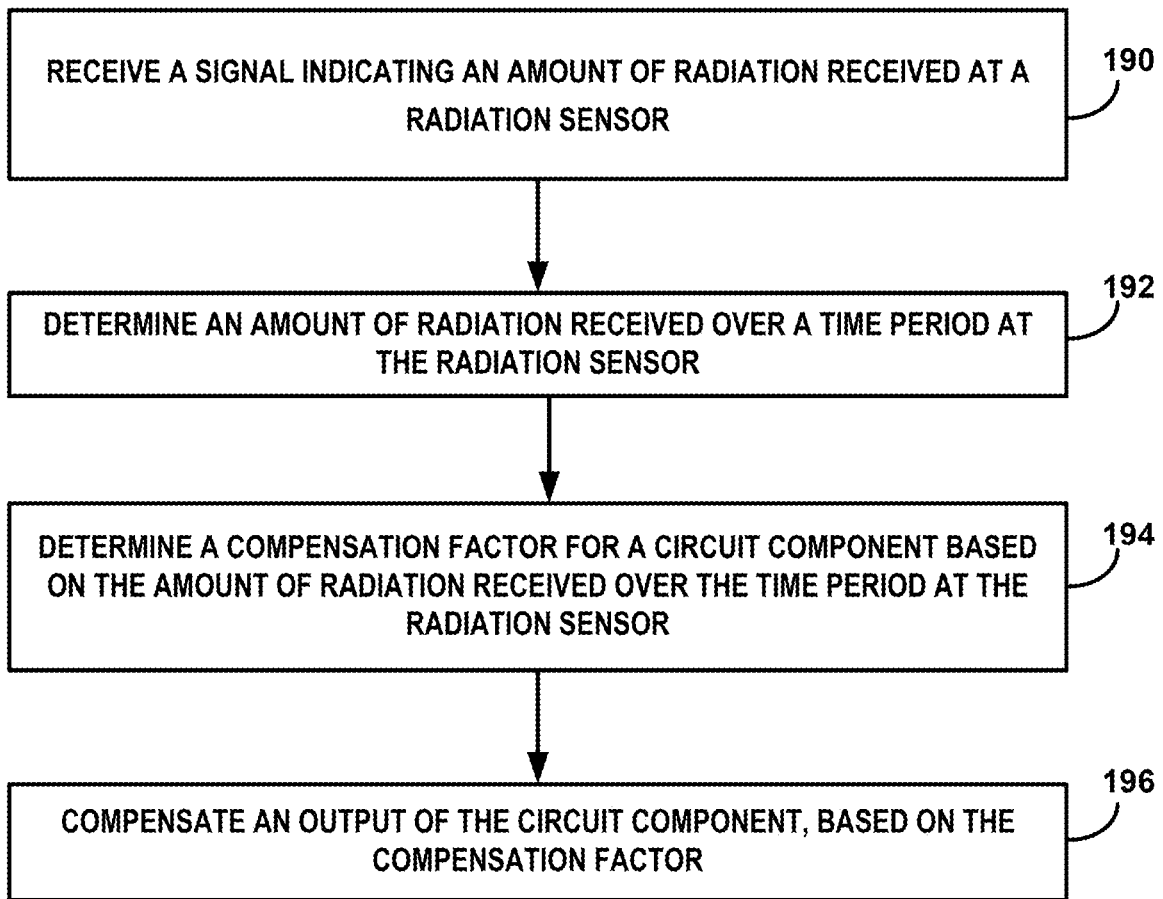 RECEIVE A SIGNAL INDICATING AN AMOUNT OF RADIATION RECEIVED AT A
RADIATION SENSOR
190
DETERMINE AN AMOUNT OF RADIATION RECEIVED OVER A TIME PERIOD AT
THE RADIATION SENSOR
192
DETERMINE A COMPENSATION FACTOR FOR A CIRCUIT COMPONENT BASED
ON THE AMOUNT OF RADIATION RECEIVED OVER THE TIME PERIOD AT THE
RADIATION SENSOR
194
COMPENSATE AN OUTPUT OF THE CIRCUIT COMPONENT, BASED ON THE
COMPENSATION FACTOR
196